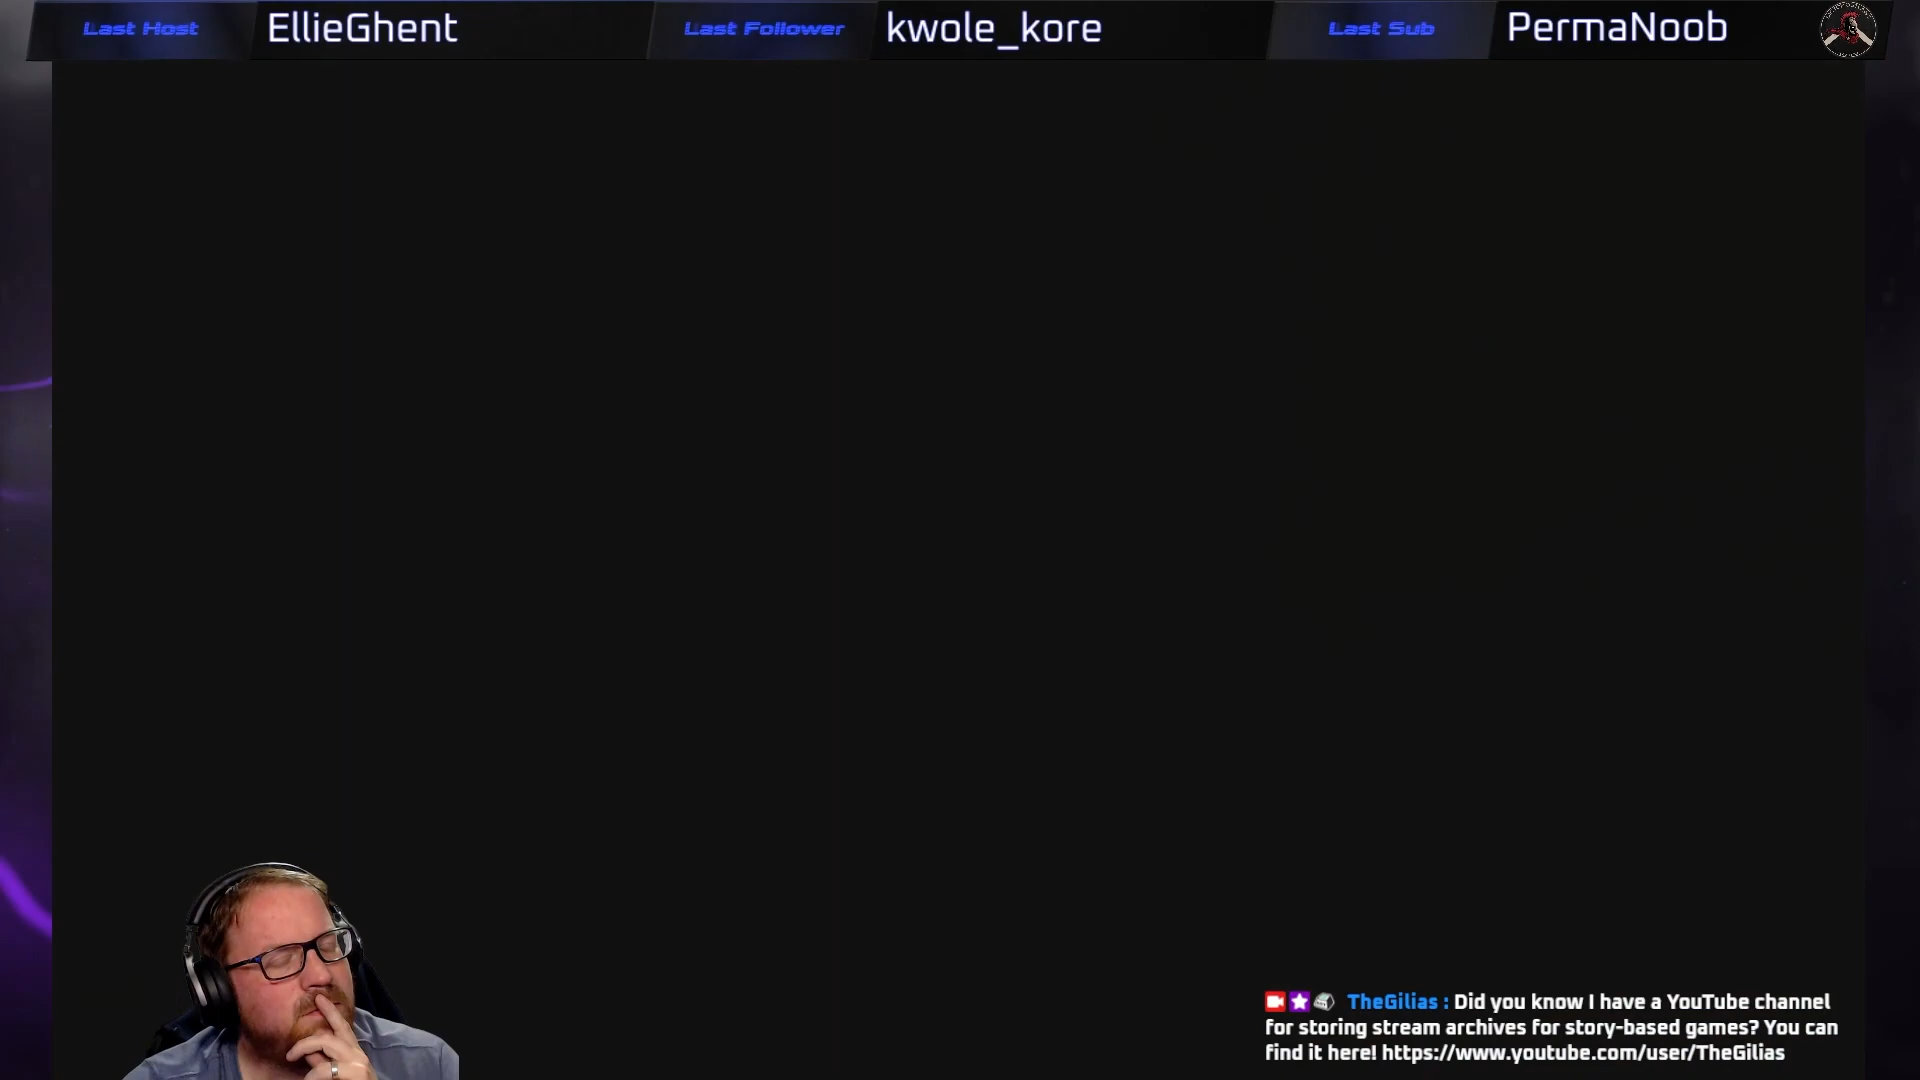 Last Host EllieGhent Last Follower kwole_kore Last Sub PermaNoob
TheGilias : Did you know I have a YouTube channel
for storing stream archives for story-based games? You can
find it here! https://www.youtube.com/user/TheGilias